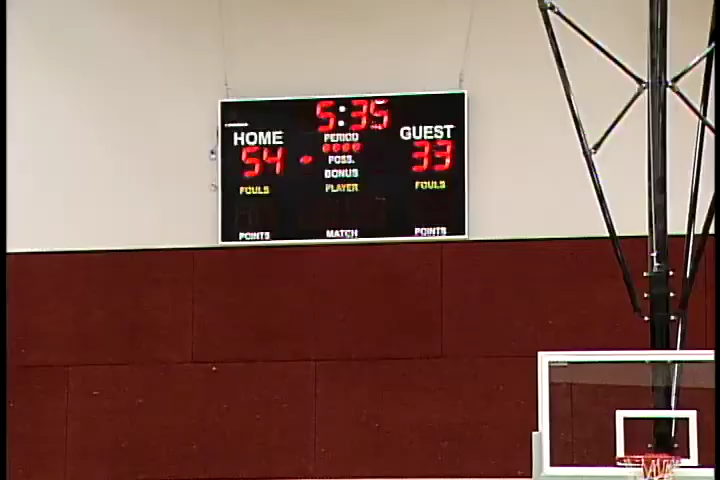 5:35
HOME PERIOD GUEST
54 POSS. 33
BONUS
FOULS PLAYER FOULS
POINTS MATCH POINTS